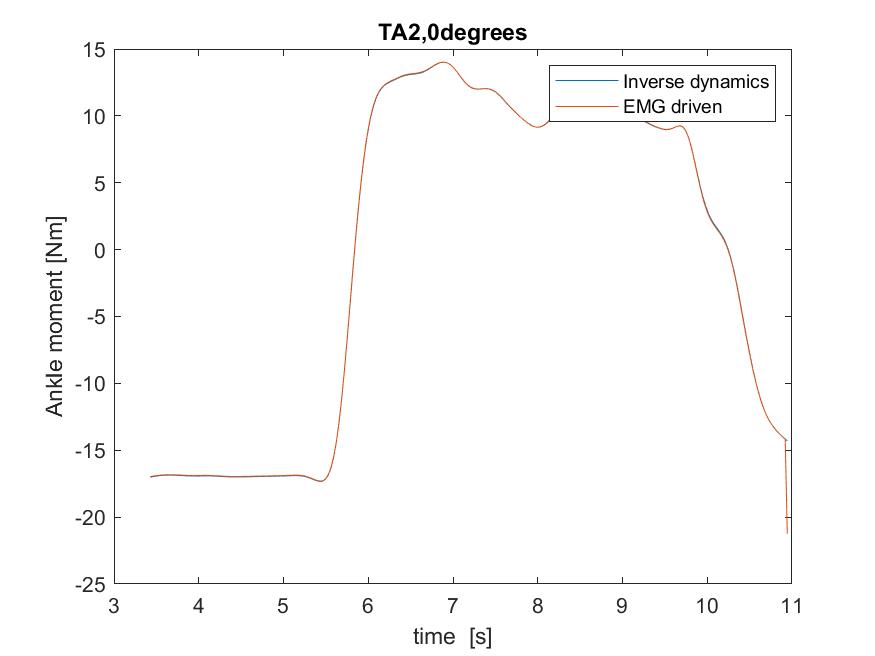 TA2,0degrees
15
10
5
0
-5
-10
-15
-20
-25
Ankle moment [Nm]
Inverse dynamics
EMG driven
3 4 5 6 7 8 9 10 11
time [s]